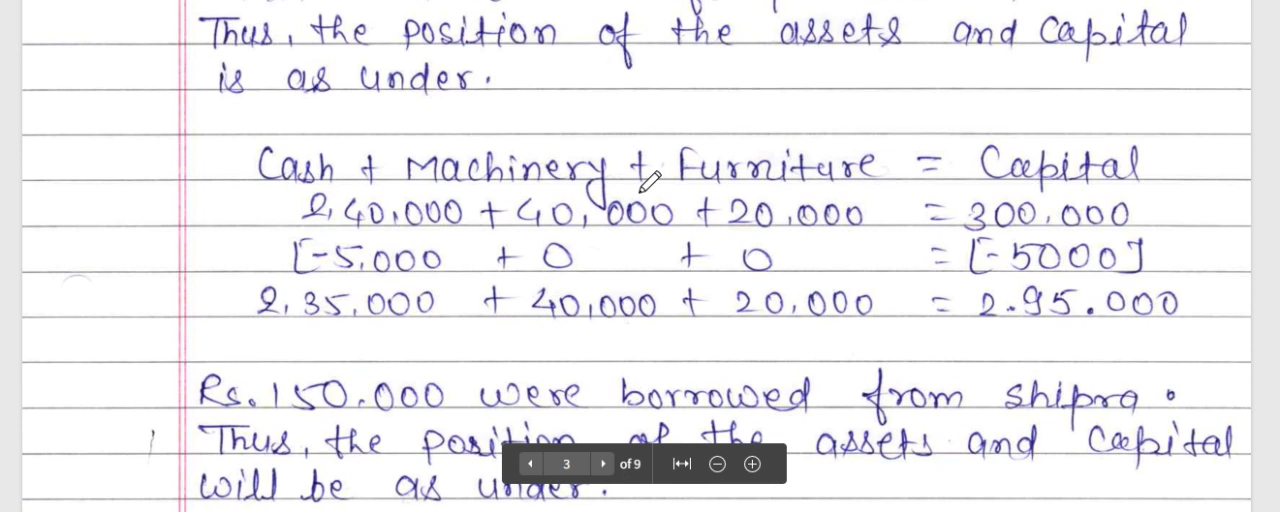 Thus, the position of the assets and Capital
is as under.
Cash + Machinery + Furniture = Capital
2,40,000 + 40,000 + 20,000 = 300,000
[-5,000 + 0 + 0 = [-5000]
2,35,000 + 40,000 + 20,000 = 2.95.000
Rs. 150.000 were borrowed from Shipra.
Thus, the position of the assets and Capital
will be as under.
3 of 9